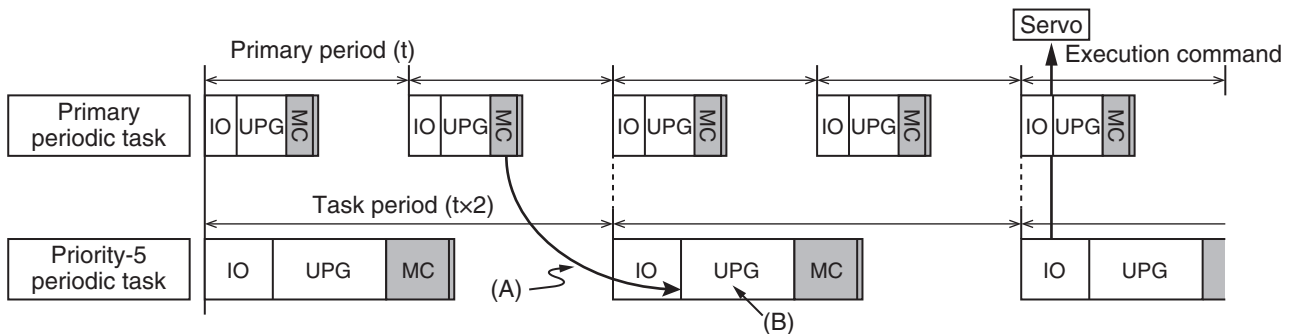 Servo
Primary period (t)
Execution command
Primary
periodic task
IO UPG MC IO UPG MC IO UPG MC IO UPG MC IO UPG MC
Task period (t×2)
Priority-5
periodic task
IO UPG MC IO UPG MC IO UPG
(A)
(B)